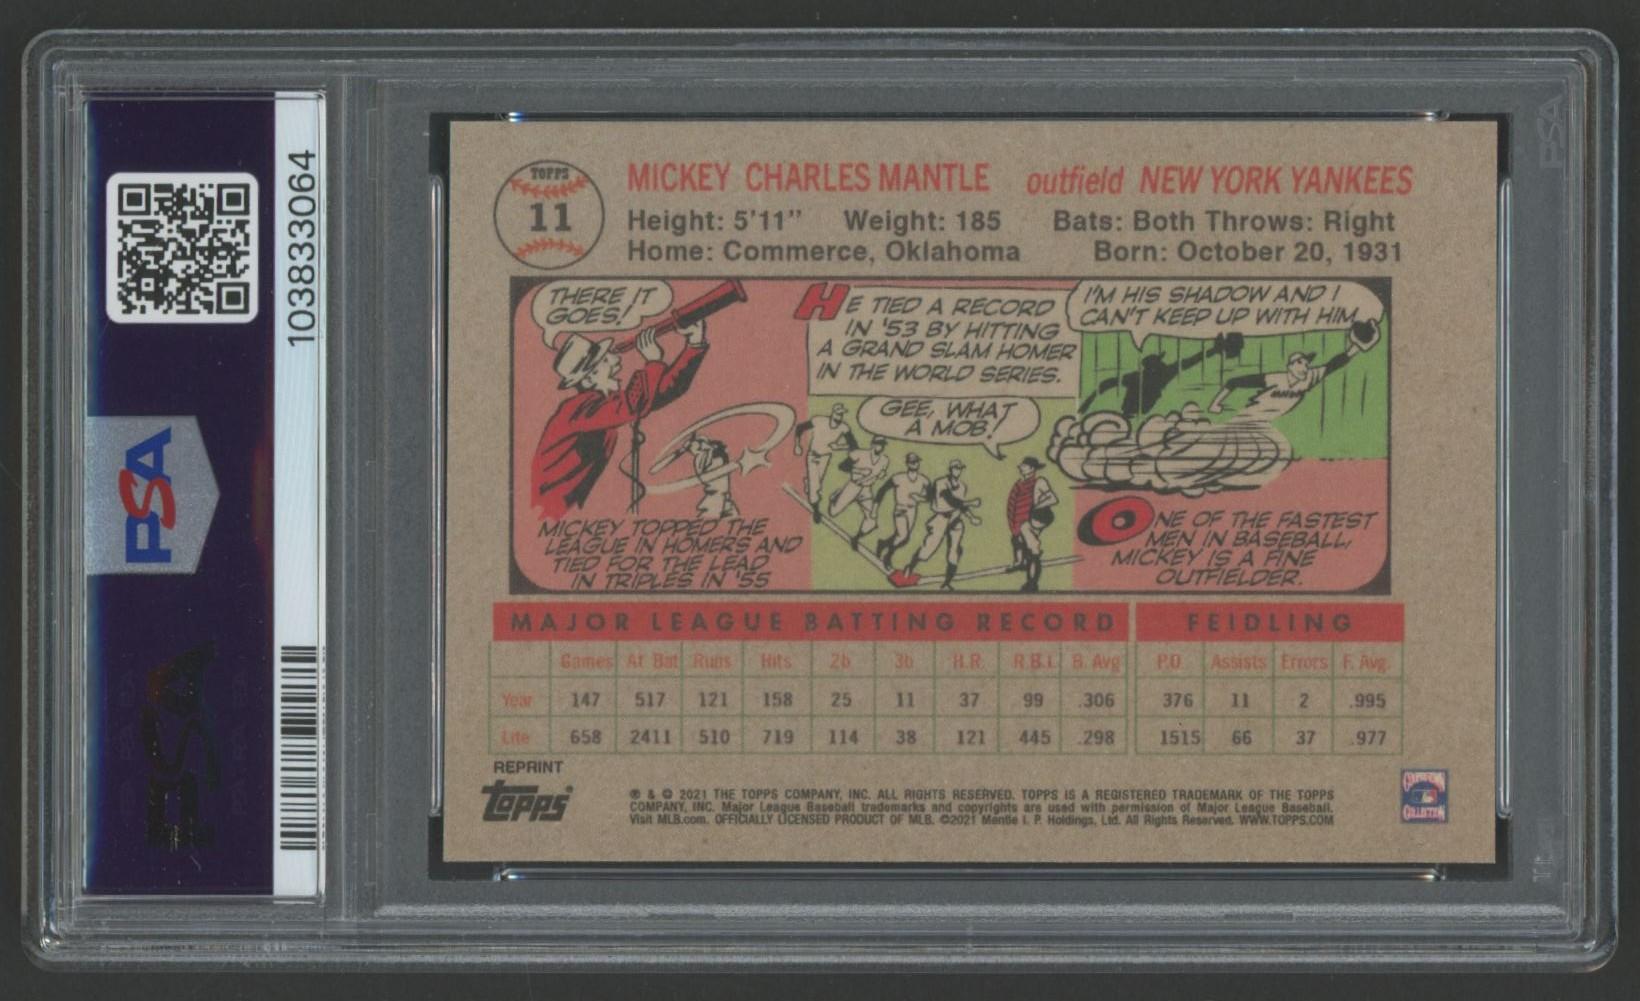 103833064
PSA
PSA
TOPPS
11
MICKEY CHARLES MANTLE outfield NEW YORK YANKEES
Height: 5'11" Weight: 185 Bats: Both Throws: Right
Home: Commerce, Oklahoma Born: October 20, 1931
THERE IT
GOES!
MICKEY TOPPED THE
LEAGUE IN HOMERS AND
TIED FOR THE LEAD
IN TRIPLES IN '55
HE TIED A RECORD
IN '53 BY HITTING
A GRAND SLAM HOMER
IN THE WORLD SERIES.
GEE, WHAT
A MOB!
I'M HIS SHADOW AND I
CAN'T KEEP UP WITH HIM
ONE OF THE FASTEST
MEN IN BASEBALL,
MICKEY IS A FINE
OUTFIELDER.
MAJOR LEAGUE BATTING RECORD FEIDLING
Games At Bat Runs Hits 2b 3b H.R. R.B.I. B. Avg P.O. Assists Errors F. Avg.
Year 147 517 121 158 25 11 37 99 .306 376 11 2 .995
Lite 658 2411 510 719 114 38 121 445 .298 1515 66 37 .977
REPRINT
topps
® & © 2021 THE TOPPS COMPANY, INC. ALL RIGHTS RESERVED. TOPPS IS A REGISTERED TRADEMARK OF THE TOPPS
COMPANY, INC. Major League Baseball trademarks and copyrights are used with permission of Major League Baseball.
Visit MLB.com. OFFICIALLY LICENSED PRODUCT OF MLB. ©2021 Mantle I. P. Holdings, Ltd. All Rights Reserved. WWW.TOPPS.COM
PSA